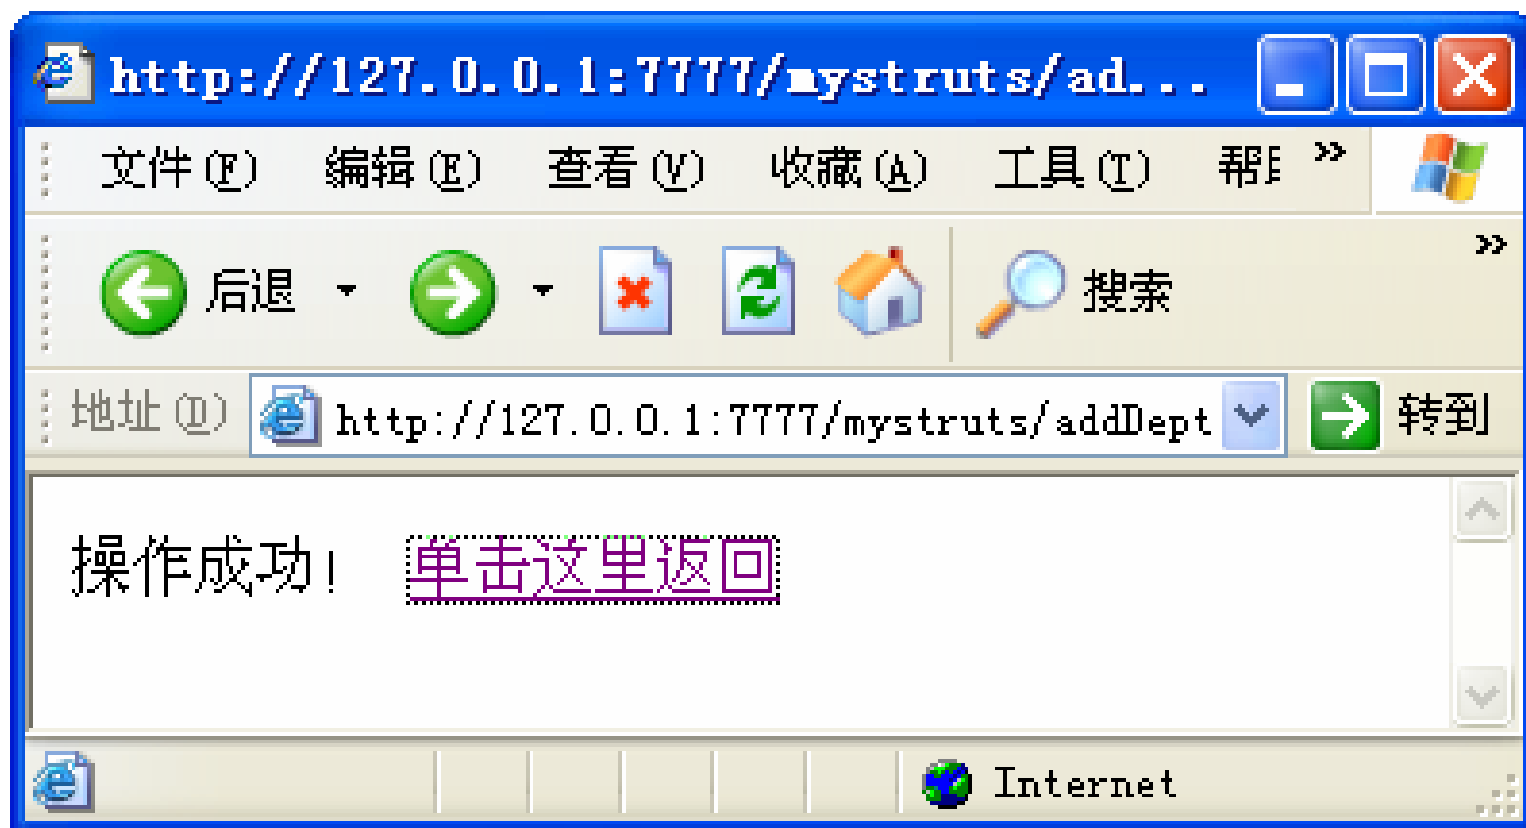 http://127.0.0.1:7777/mystruts/ad...
文件(F) 编辑(E) 查看(V) 收藏(A) 工具(T) »
后退 搜索 »
地址(D) http://127.0.0.1:7777/mystruts/addDept 转到
操作成功! 单击这里返回
Internet